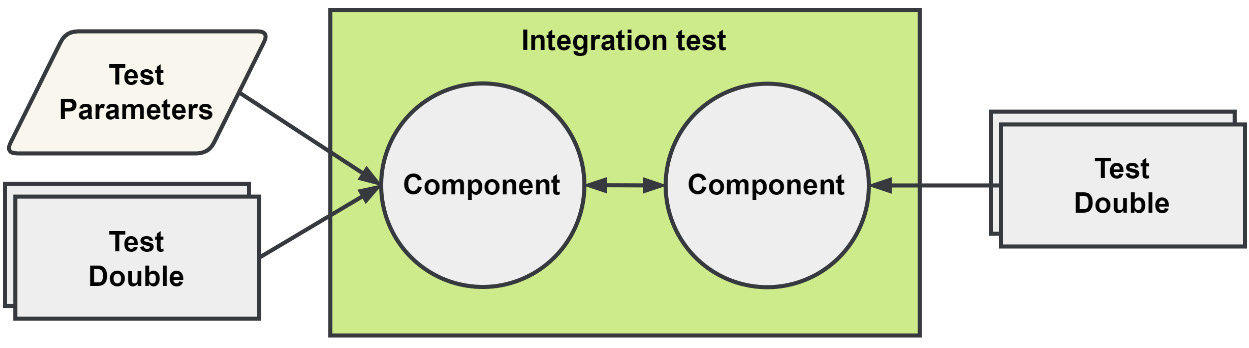 Integration test
Test
Parameters
Test
Double
Component
Component
Test
Double